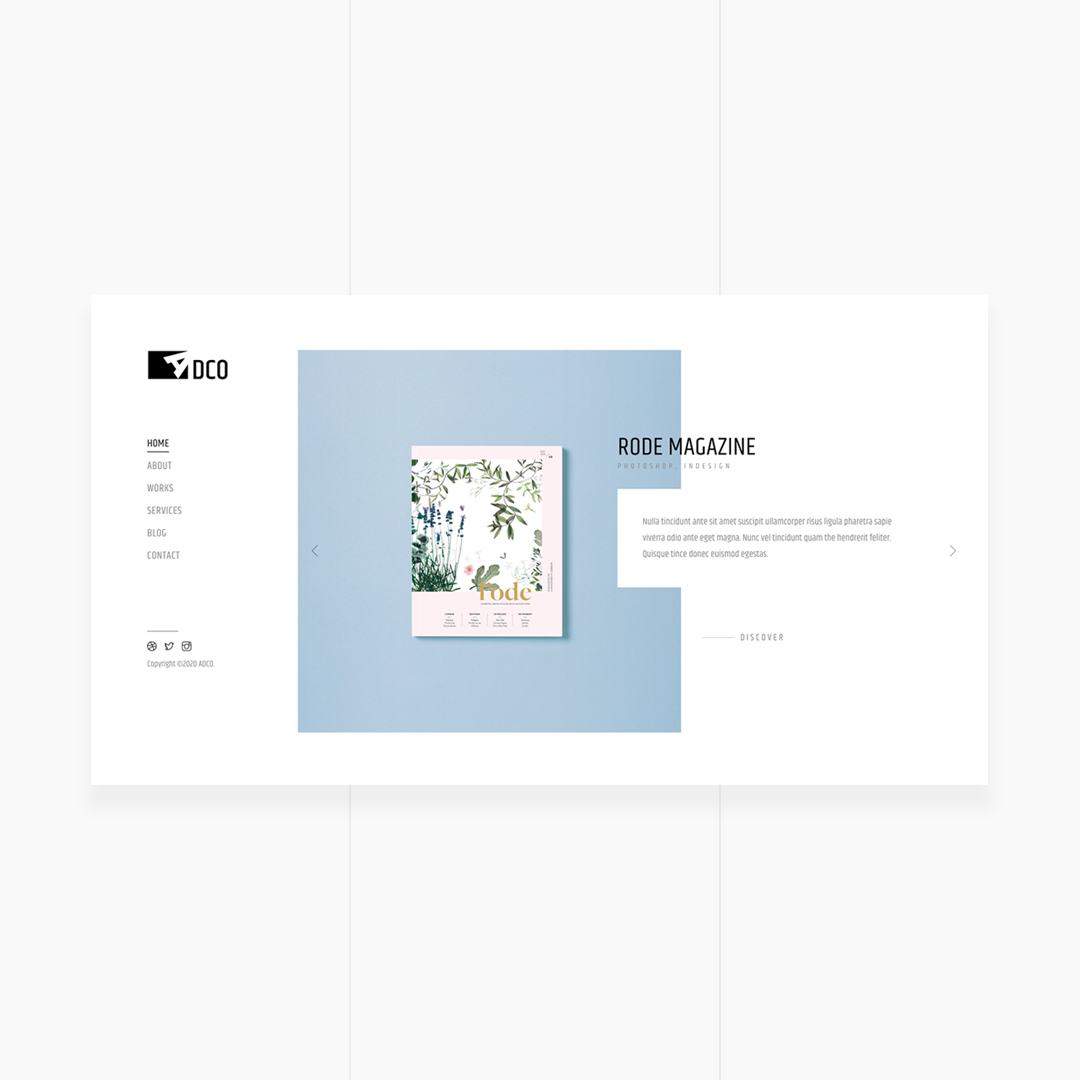 ADCO
HOME
ABOUT
WORKS
SERVICES
BLOG
CONTACT
Copyright ©2020 ADCO.
rode
RODE MAGAZINE
PHOTOSHOP, INDESIGN
Nulla tincidunt ante sit amet suscipit ullamcorper risus ligula pharetra sapie
viverra odio ante eget magna. Nunc vel tincidunt quam the hendrerit feliter.
Quisque tince donec euismod egestas.
DISCOVER